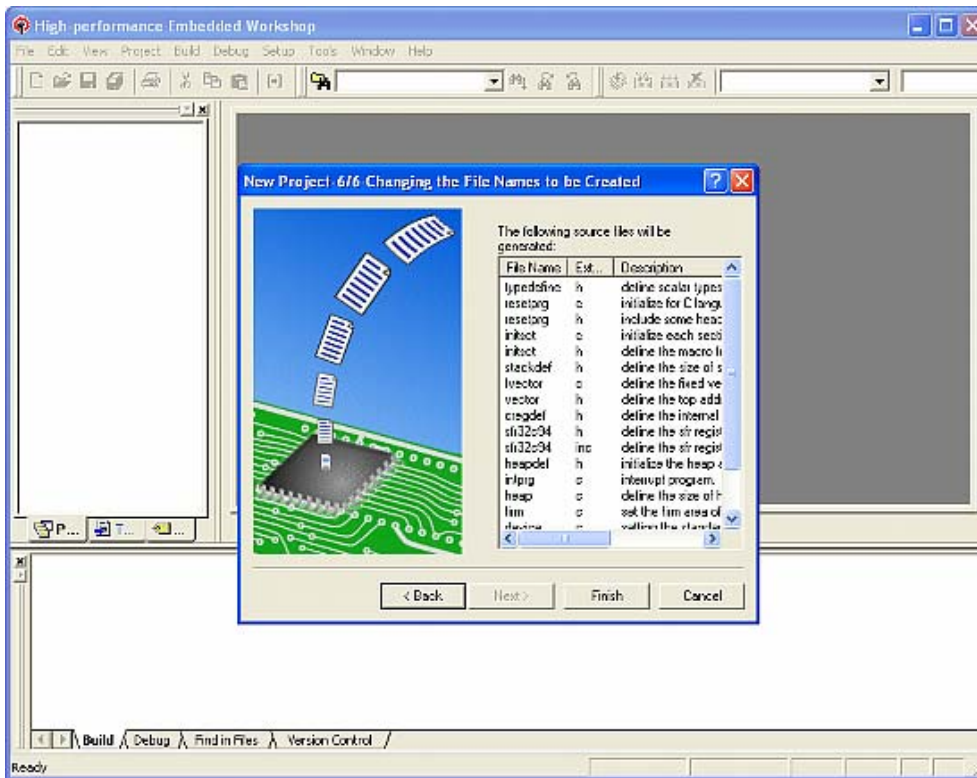 High-performance Embedded Workshop
File Edit View Project Build Debug Setup Tools Window Help
New Project-6/6-Changing the File Names to be Created
The following source files will be
generated:
File Name Ext... Description
typedefine h define scalar types
resetprg c initialize for C langu
resetprg h include some head
initsct c initialize each secti
initsct h define the macro f
stackdef h define the size of s
fvector c define the fixed ve
vector h define the top addr
cregdef h define the internal
sfr32c94 h define the sfr regist
sfr32c94 inc define the sfr regist
heapdef h initialize the heap a
intprg c interrupt program.
heap c define the size of h
firm c set the firm area of
device c setting the standar
P... T...
< Back Next > Finish Cancel
Build Debug Find in Files Version Control
Ready